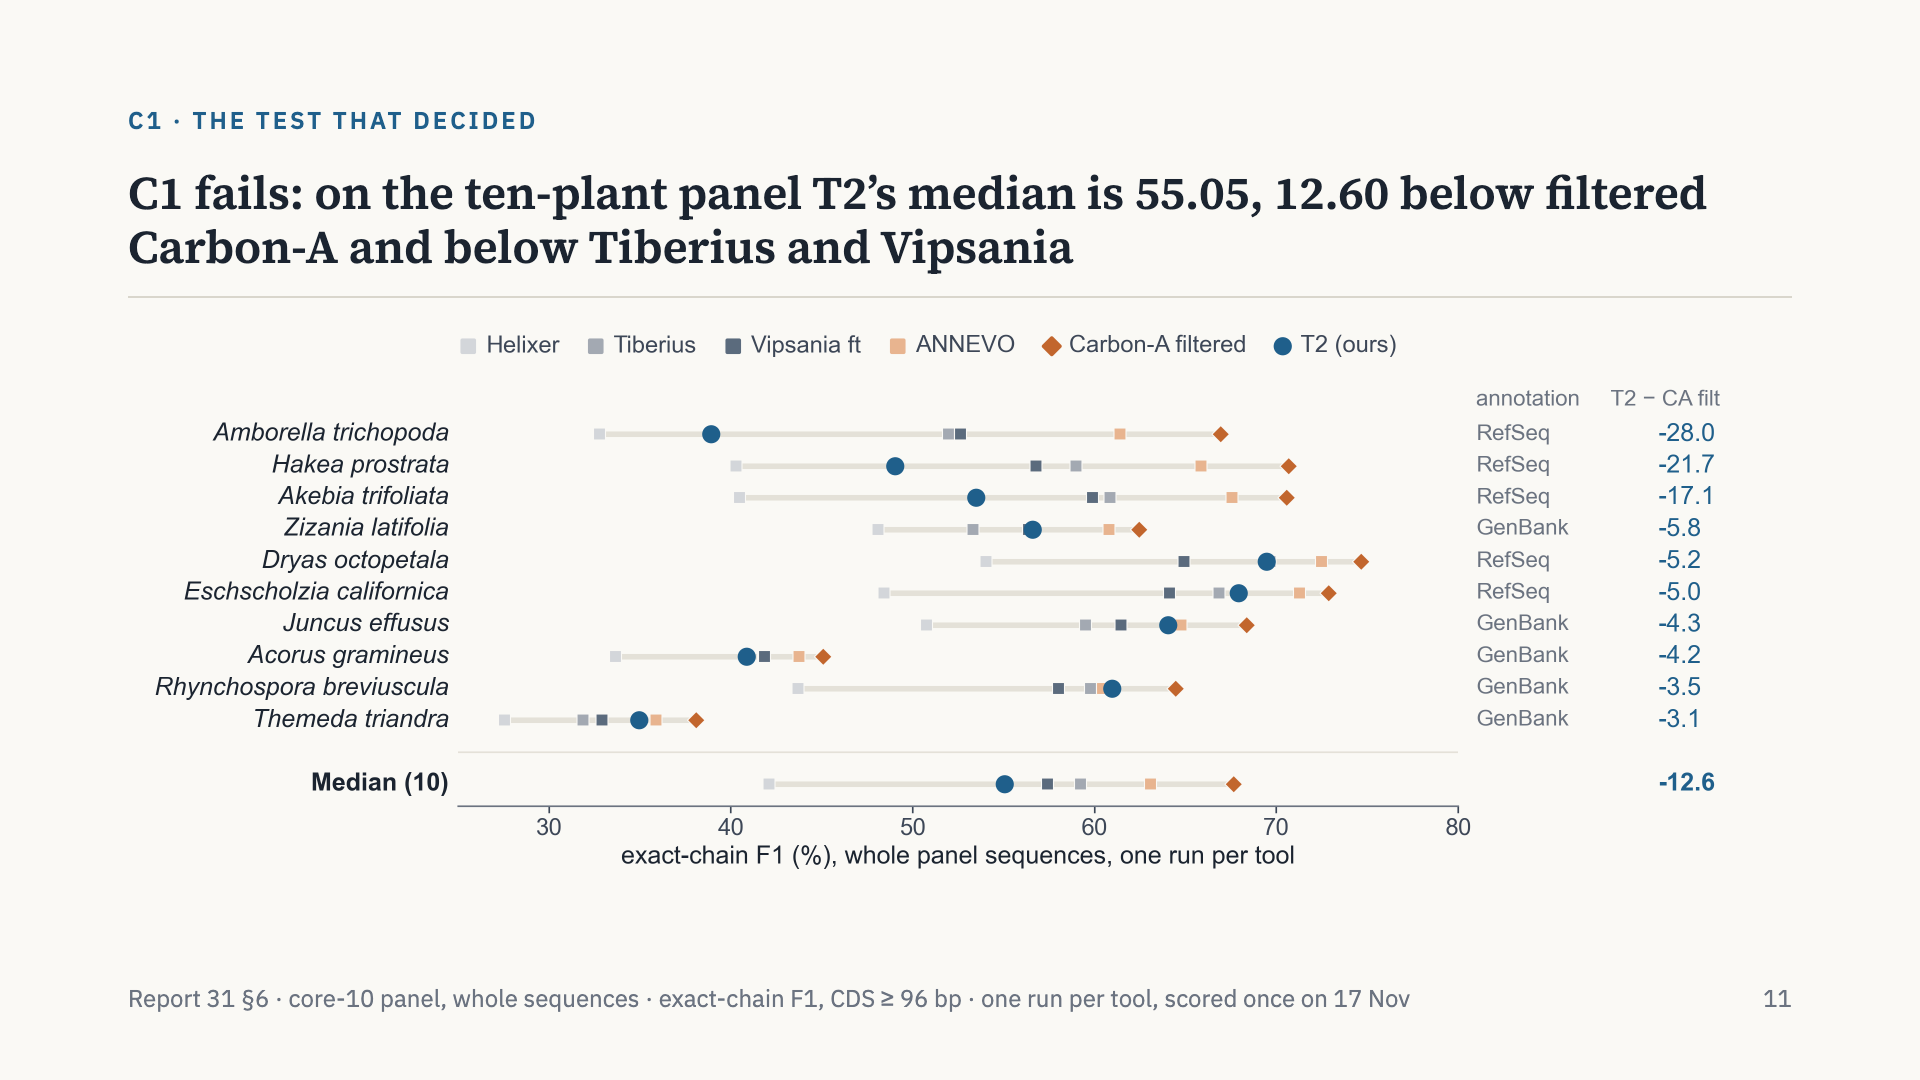 C1 · THE TEST THAT DECIDED
C1 fails: on the ten-plant panel T2’s median is 55.05, 12.60 below filtered
Carbon-A and below Tiberius and Vipsania
Helixer Tiberius Vipsania ft ANNEVO Carbon-A filtered T2 (ours)
annotation T2 − CA filt
Amborella trichopoda RefSeq -28.0
Hakea prostrata RefSeq -21.7
Akebia trifoliata RefSeq -17.1
Zizania latifolia GenBank -5.8
Dryas octopetala RefSeq -5.2
Eschscholzia californica RefSeq -5.0
Juncus effusus GenBank -4.3
Acorus gramineus GenBank -4.2
Rhynchospora breviuscula GenBank -3.5
Themeda triandra GenBank -3.1
Median (10) -12.6
30 40 50 60 70 80
exact-chain F1 (%), whole panel sequences, one run per tool
Report 31 §6 · core-10 panel, whole sequences · exact-chain F1, CDS ≥ 96 bp · one run per tool, scored once on 17 Nov 11